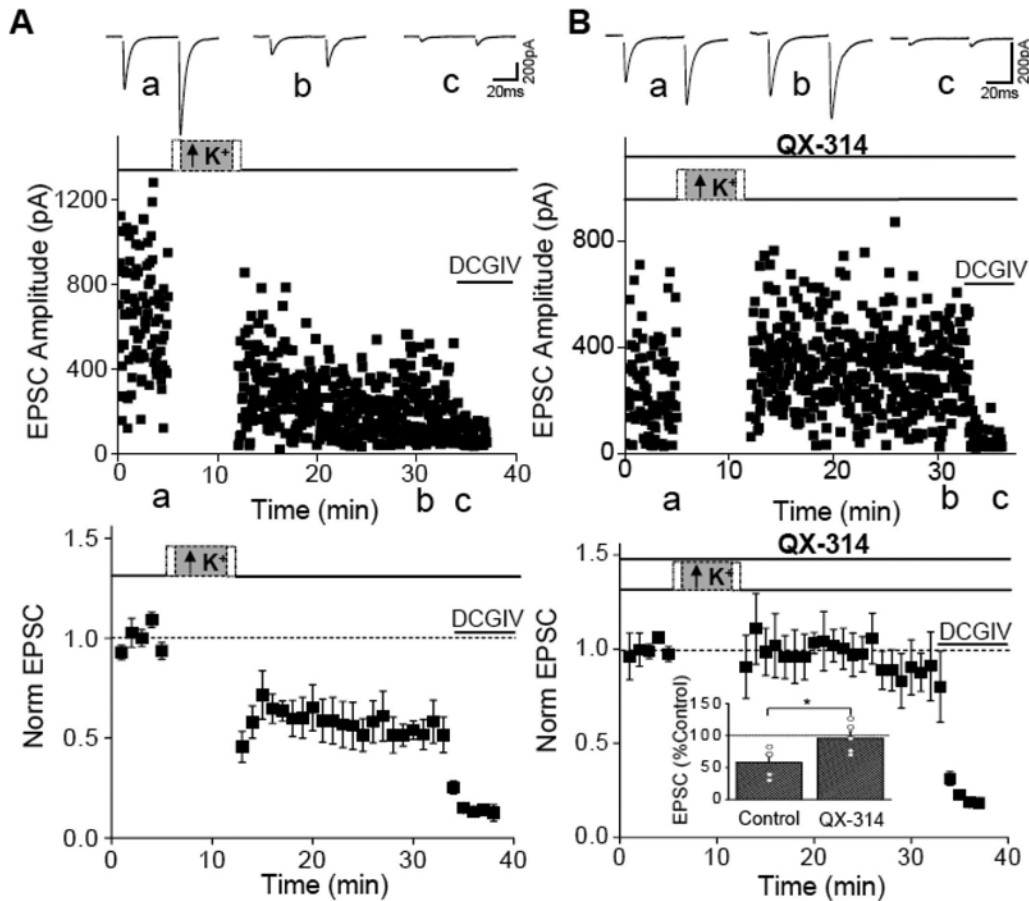 A
a
b
c
200pA
20ms
↑ K+
EPSC Amplitude (pA)
1200
800
400
0
DCGIV
0
10
20
30
40
a
b
c
Time (min)
↑ K+
DCGIV
Norm EPSC
1.5
1.0
0.5
0.0
0
10
20
30
40
Time (min)
B
a
b
c
200pA
20ms
QX-314
↑ K+
EPSC Amplitude (pA)
800
400
0
DCGIV
0
10
20
30
a
b
c
Time (min)
QX-314
↑ K+
DCGIV
Norm EPSC
1.5
1.0
0.5
0.0
EPSC (%Control)
150
100
50
0
*
Control
QX-314
0
10
20
30
40
Time (min)